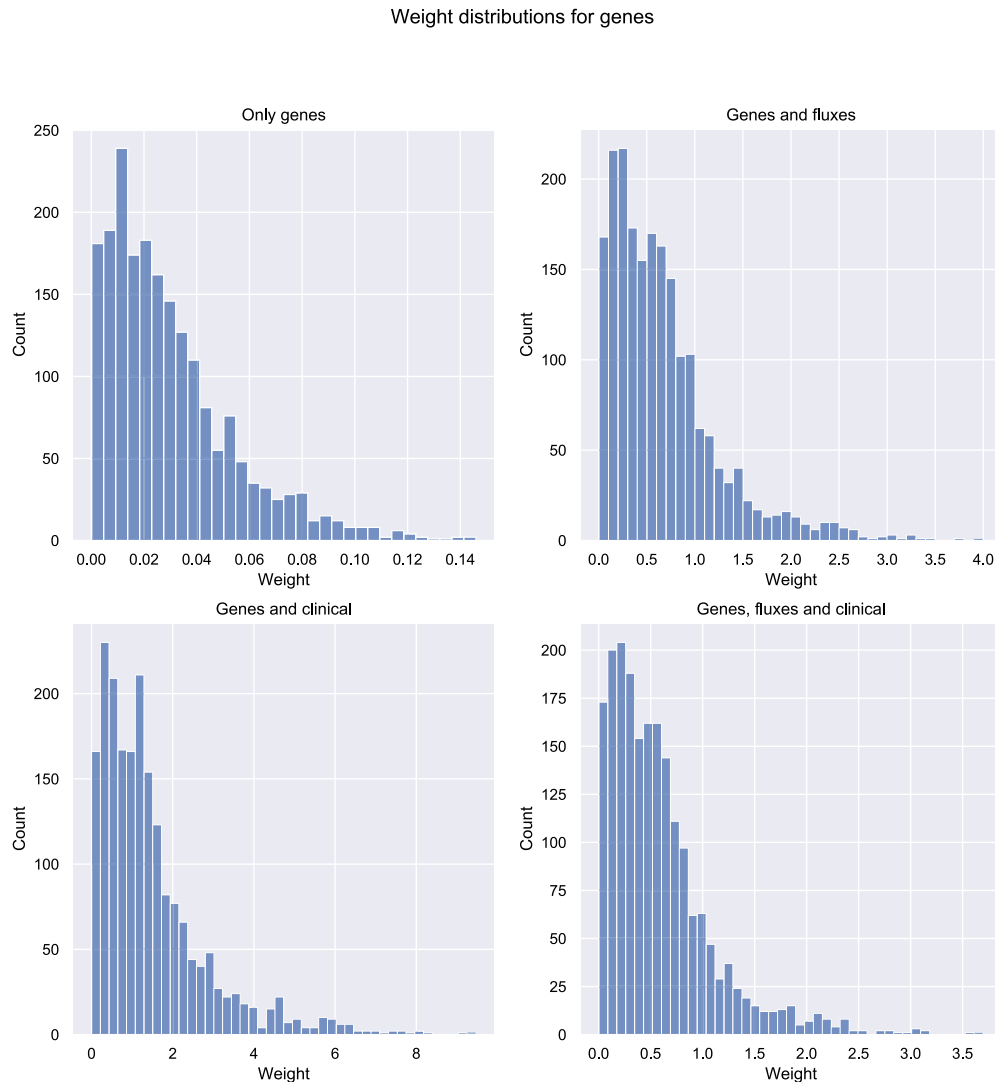 Weight distributions for genes
Only genes
250
200
150
100
50
0
Count
0.00 0.02 0.04 0.06 0.08 0.10 0.12 0.14
Weight
Genes and fluxes
200
150
100
50
0
Count
0.0 0.5 1.0 1.5 2.0 2.5 3.0 3.5 4.0
Weight
Genes and clinical
200
150
100
50
0
Count
0 2 4 6 8
Weight
Genes, fluxes and clinical
200
175
150
125
100
75
50
25
0
Count
0.0 0.5 1.0 1.5 2.0 2.5 3.0 3.5
Weight